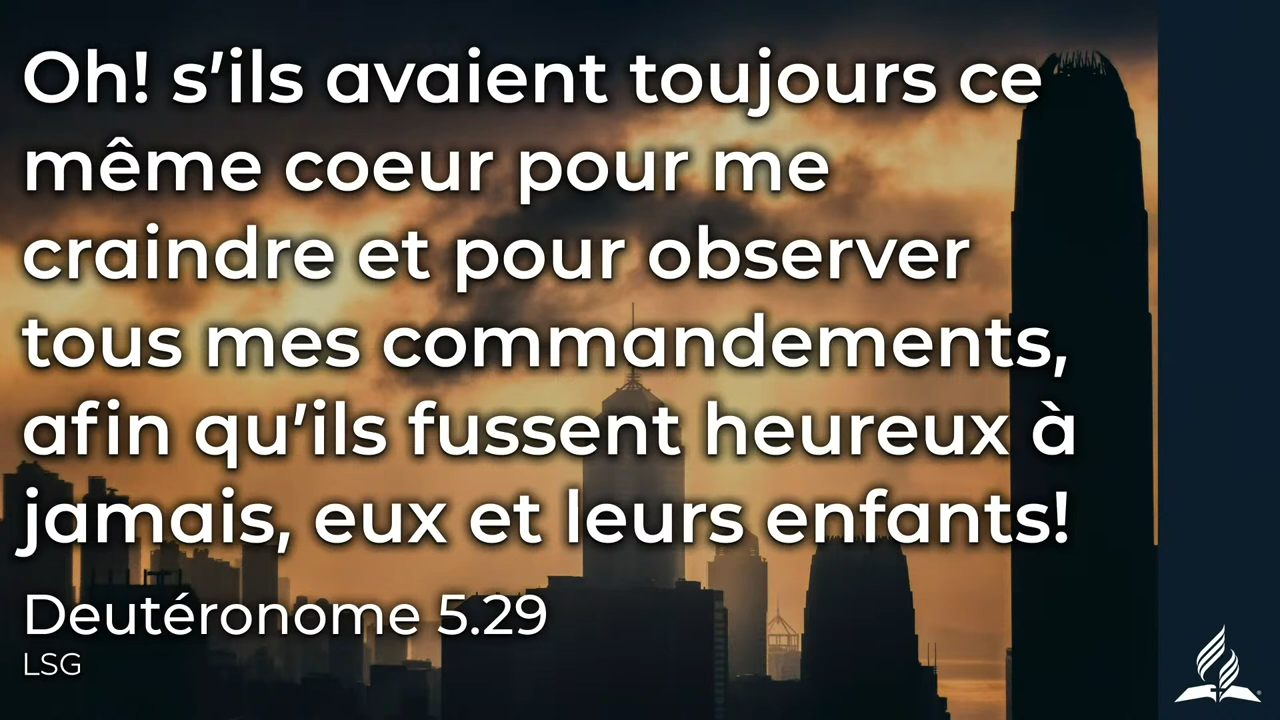 Oh! s’ils avaient toujours ce
même coeur pour me
craindre et pour observer
tous mes commandements,
afin qu’ils fussent heureux à
jamais, eux et leurs enfants!
Deutéronome 5.29
LSG